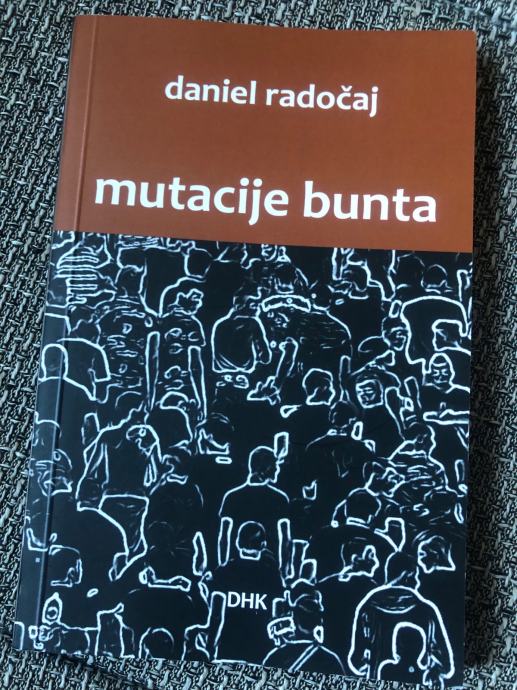 daniel radočaj
mutacije bunta
DHK